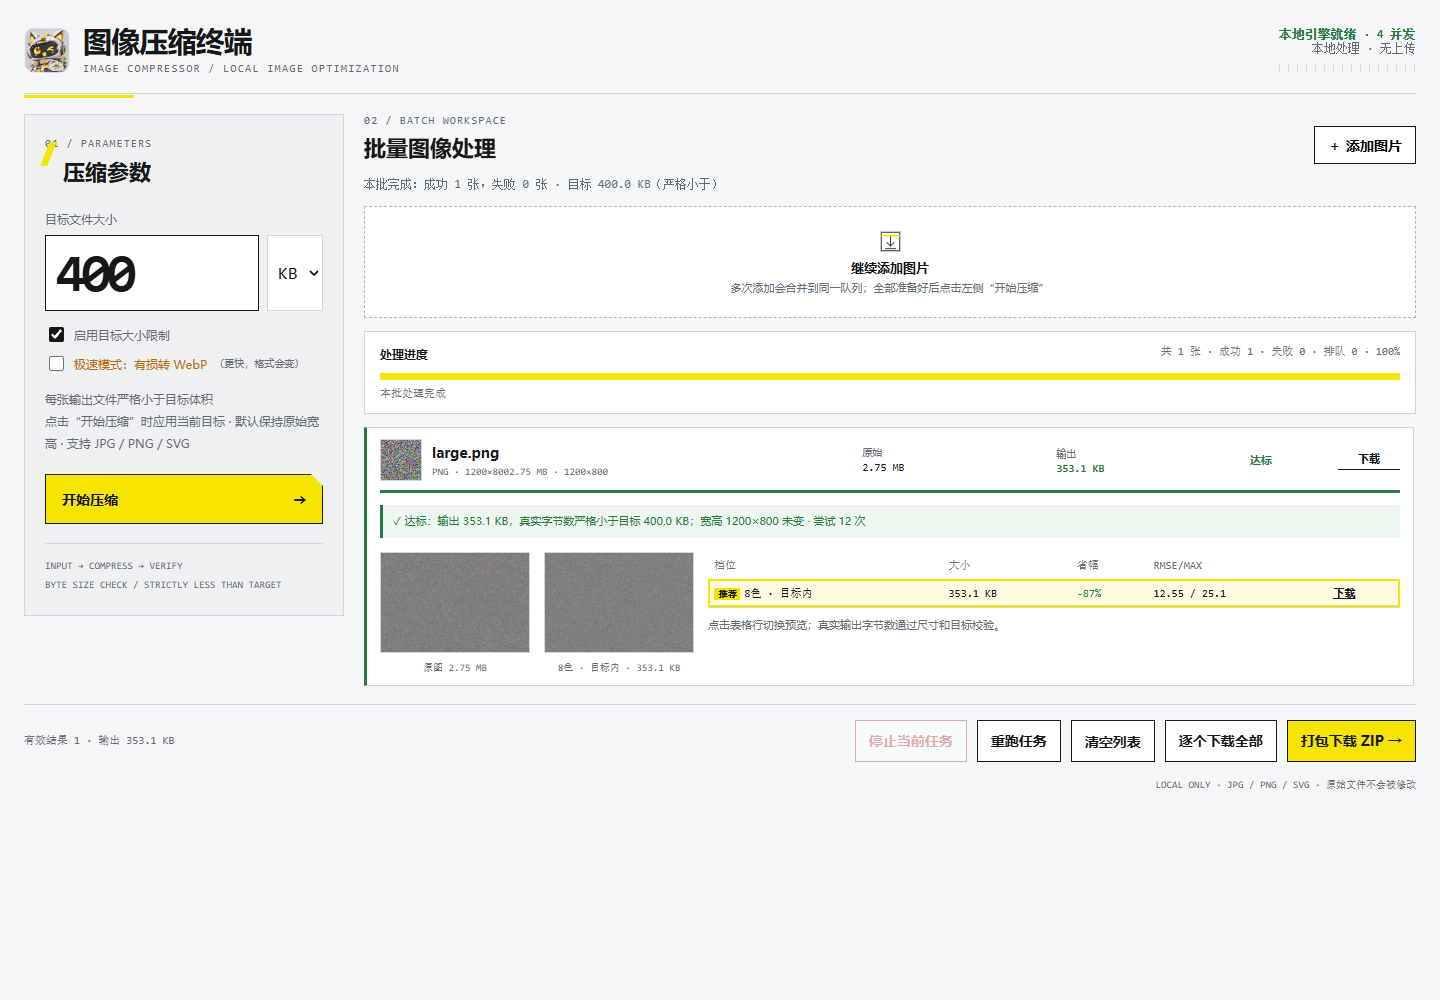 图像压缩终端
IMAGE COMPRESSOR / LOCAL IMAGE OPTIMIZATION
本地引擎就绪 · 4 并发
本地处理 · 无上传
01 / PARAMETERS
压缩参数
目标文件大小
400
KB
启用目标大小限制
极速模式：有损转 WebP （更快，格式会变）
每张输出文件严格小于目标体积
点击“开始压缩”时应用当前目标 · 默认保持原始宽
高 · 支持 JPG / PNG / SVG
开始压缩 →
INPUT → COMPRESS → VERIFY
BYTE SIZE CHECK / STRICTLY LESS THAN TARGET
02 / BATCH WORKSPACE
批量图像处理
本批完成：成功 1 张，失败 0 张 · 目标 400.0 KB（严格小于）
+ 添加图片
继续添加图片
多次添加会合并到同一队列；全部准备好后点击左侧“开始压缩”
处理进度
共 1 张 · 成功 1 · 失败 0 · 排队 0 · 100%
本批处理完成
large.png
PNG · 1200×8002.75 MB · 1200×800
原始
2.75 MB
输出
353.1 KB
达标
下载
✓ 达标：输出 353.1 KB，真实字节数严格小于目标 400.0 KB；宽高 1200×800 未变 · 尝试 12 次
原图 2.75 MB
8色 · 目标内 · 353.1 KB
档位 大小 省幅 RMSE/MAX
推荐 8色 · 目标内 353.1 KB -87% 12.55 / 25.1 下载
点击表格行切换预览；真实输出字节数通过尺寸和目标校验。
有效结果 1 · 输出 353.1 KB
停止当前任务
重跑任务
清空列表
逐个下载全部
打包下载 ZIP →
LOCAL ONLY · JPG / PNG / SVG · 原始文件不会被修改